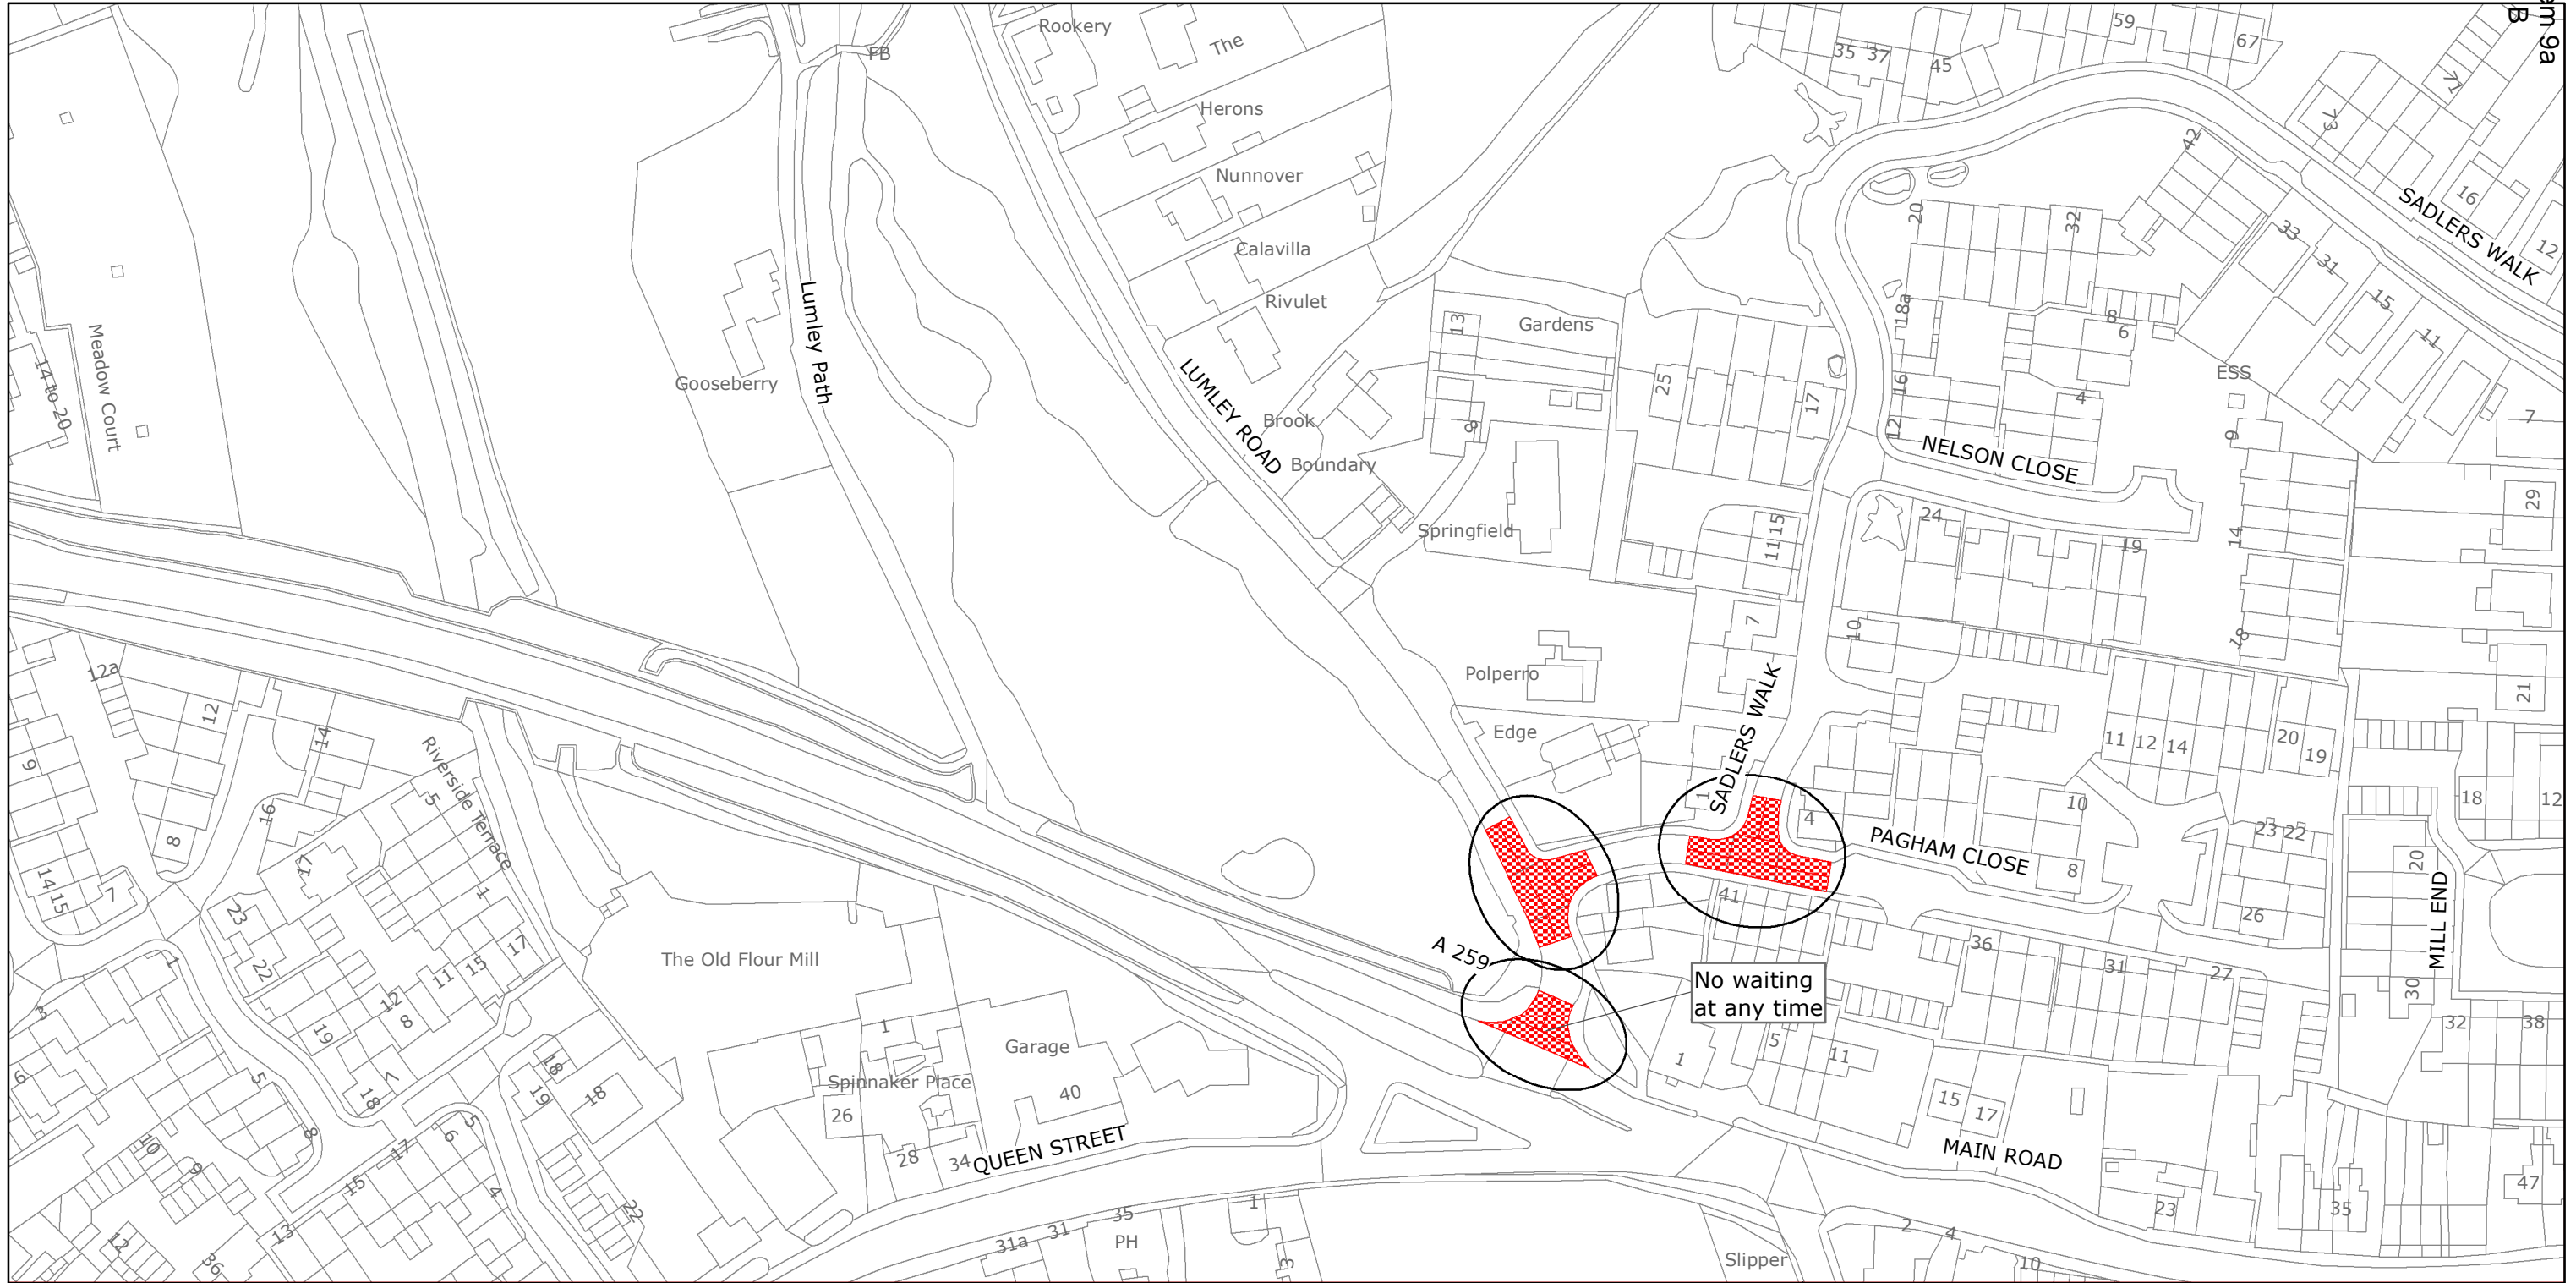 em 9a
B
Rookery
The
FB
59
67
35
37
45
71
73
Herons
42
Nunnover
16
SADLERS WALK
12
20
32
33
31
Calavilla
Rivulet
Lumley Path
18a
8
6
15
11
13
Gardens
Meadow Court
14 to 20
Gooseberry
LUMLEY ROAD
25
17
16
4
ESS
7
Brook
9
12
9
NELSON CLOSE
Boundary
29
Springfield
24
11
15
19
14
7
10
18
12a
Polperro
SADLERS WALK
21
12
14
Edge
11
12
14
20
19
9
Riverside Terrace
5
16
8
1
4
10
18
12
PAGHAM CLOSE
23
22
17
8
20
14
15
7
1
41
MILL END
23
26
17
36
A 259
The Old Flour Mill
22
15
11
31
27
No waiting
at any time
1
12
8
30
3
19
1
32
38
Garage
5
11
1
18
6
5
7
18
Spinnaker Place
40
19
18
26
15
17
5
6
8
10
17
QUEEN STREET
28
34
MAIN ROAD
9
15
4
47
22
35
1
23
35
31
2
4
13
31a
PH
12
36
3
Slipper
10